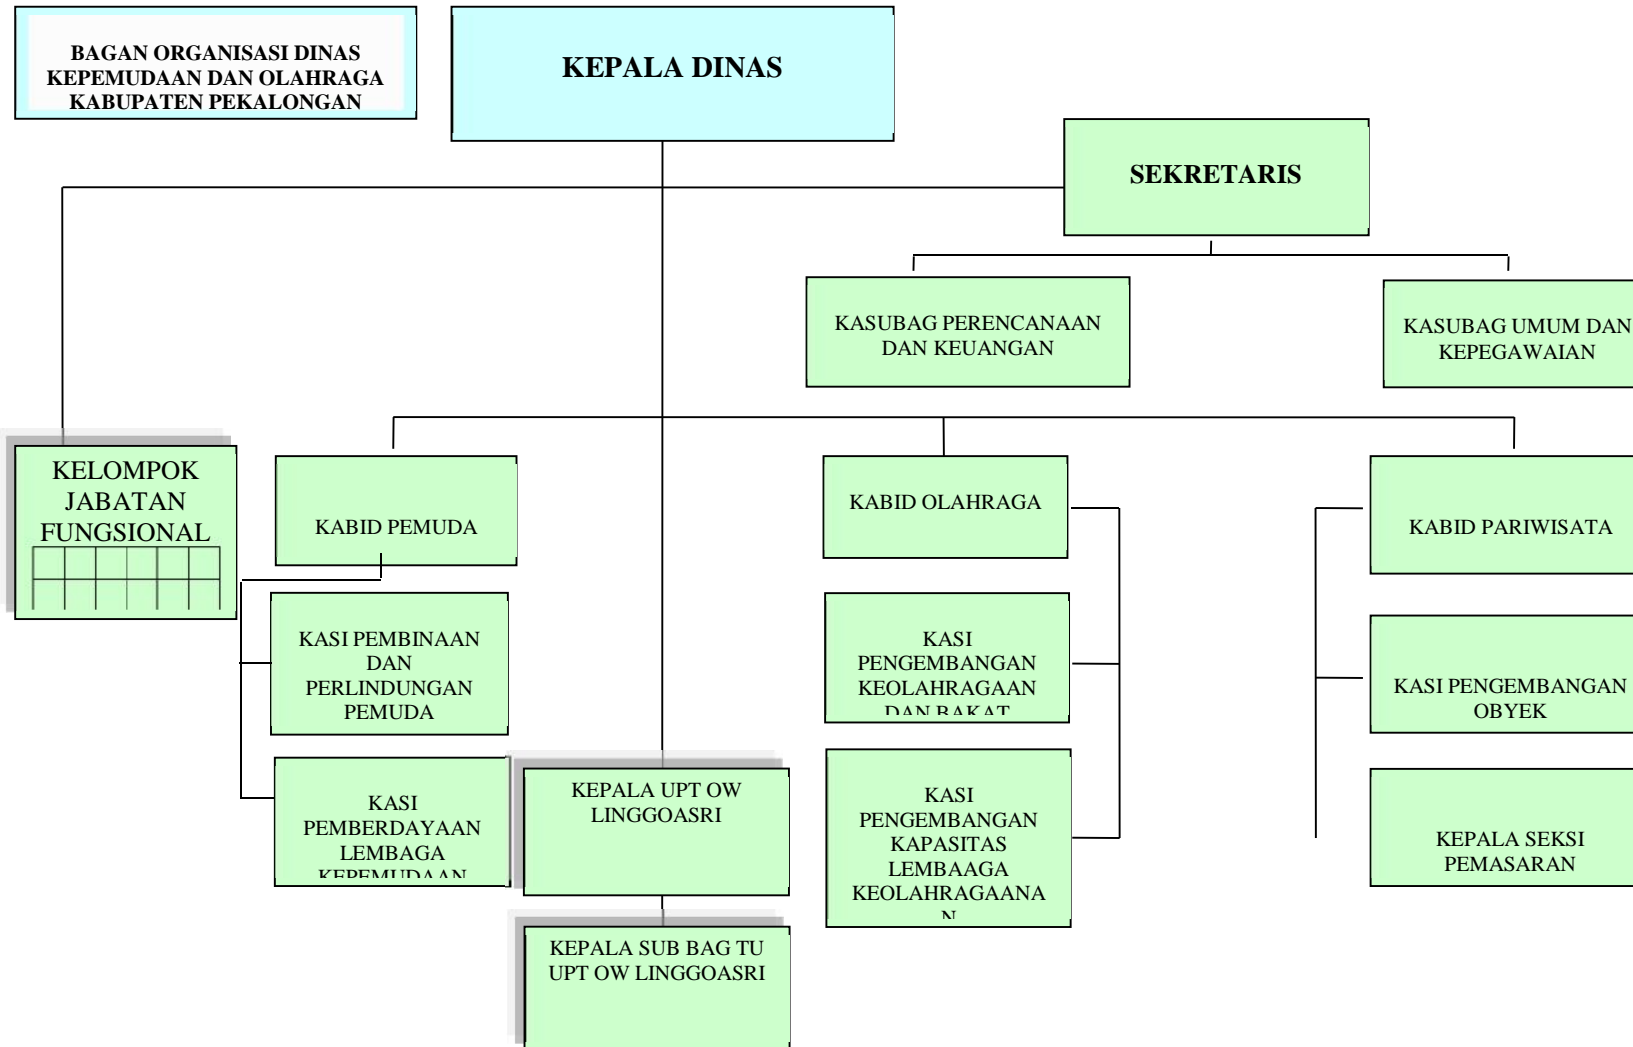 BAGAN ORGANISASI DINAS
KEPEMUDAAN DAN OLAHRAGA
KABUPATEN PEKALONGAN
KEPALA DINAS
SEKRETARIS
KASUBAG PERENCANAAN
DAN KEUANGAN
KASUBAG UMUM DAN
KEPEGAWAIAN
KELOMPOK
JABATAN
FUNGSIONAL
KABID PEMUDA
KABID OLAHRAGA
KABID PARIWISATA
KASI PEMBINAAN
DAN
PERLINDUNGAN
PEMUDA
KASI
PENGEMBANGAN
KEOLAHRAGAAN
DAN BAKAT
KASI PENGEMBANGAN
OBYEK
KASI
PEMBERDAYAAN
LEMBAGA
KEPEMUDAAN
KEPALA UPT OW
LINGGOASRI
KASI
PENGEMBANGAN
KAPASITAS
LEMBAAGA
KEOLAHRAGAANA
N
KEPALA SEKSI
PEMASARAN
KEPALA SUB BAG TU
UPT OW LINGGOASRI